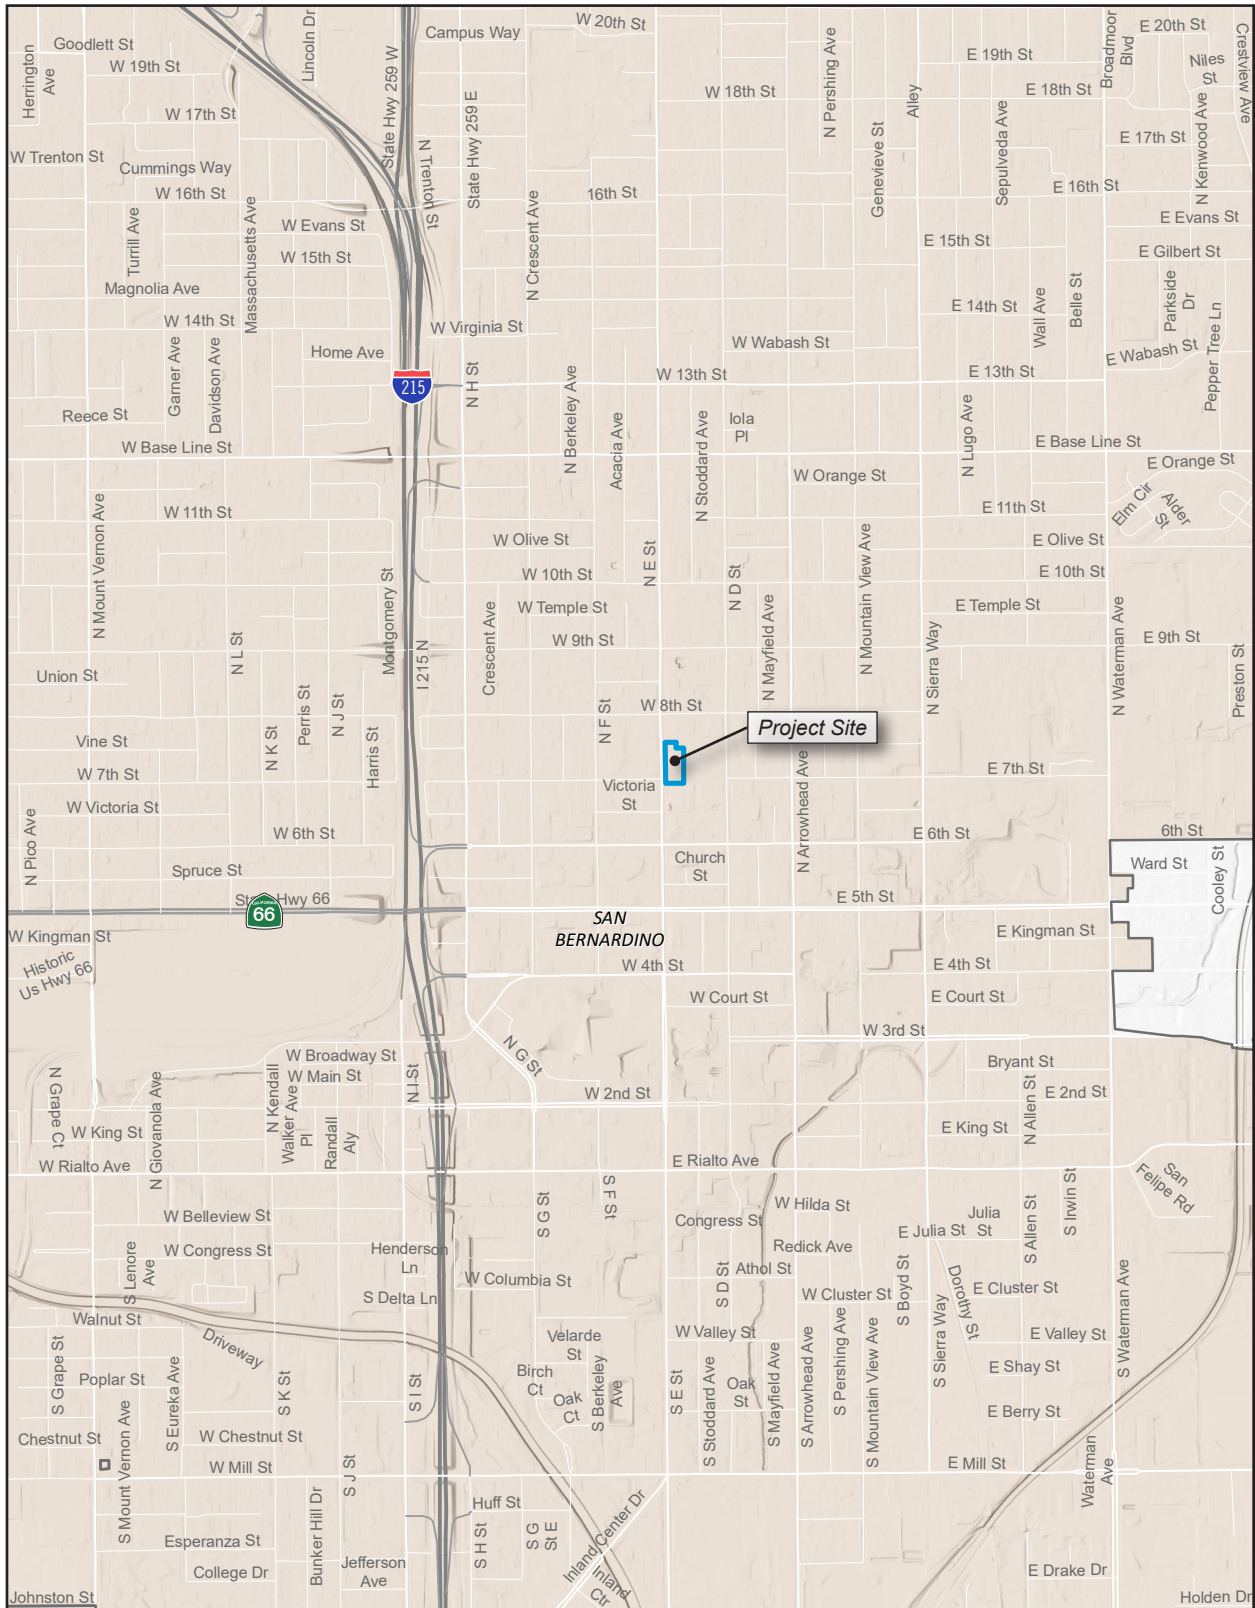 W 20th St
E 20th St
Lincoln Dr
State Hwy 259 W
Campus Way
N Pershing Ave
Broadmoor
Blvd
Crestview Ave
Goodlett St
Herrington
Ave
W 19th St
E 19th St
Niles
St
W 18th St
Alley
E 18th St
W 17th St
State Hwy 259 E
Genevieve St
Sepulveda Ave
E 17th St
N Kenwood Ave
W Trenton St
Cummings Way
N Trenton St
W 16th St
16th St
E 16th St
Turrill Ave
Massachusetts Ave
W Evans St
N Crescent Ave
E Evans St
W 15th St
E 15th St
E Gilbert St
Magnolia Ave
E 14th St
Wall Ave
Belle St
Parkside
Dr
Pepper Tree Ln
W 14th St
W Virginia St
W Wabash St
Home Ave
E Wabash St
Garner Ave
Davidson Ave
215
N H St
W 13th St
E 13th St
N Berkeley Ave
Reece St
Acacia Ave
N Stoddard Ave
Iola
Pl
N Lugo Ave
W Base Line St
E Base Line St
W Orange St
E Orange St
N Mount Vernon Ave
W 11th St
E 11th St
Elm Cir
Alder
St
W Olive St
N E St
N Mountain View Ave
E Olive St
W 10th St
E 10th St
Montgomery St
N D St
N Mayfield Ave
W Temple St
E Temple St
N Waterman Ave
N L St
I 215 N
Crescent Ave
W 9th St
N Sierra Way
E 9th St
Preston St
Union St
Perris St
N J St
N F St
W 8th St
Vine St
N K St
Harris St
Project Site
W 7th St
E 7th St
Victoria
St
N Arrowhead Ave
W Victoria St
N Pico Ave
W 6th St
E 6th St
6th St
Spruce St
Church
St
Ward St
Cooley St
State Hwy 66
CALIFORNIA
66
E 5th St
SAN
BERNARDINO
W Kingman St
E Kingman St
Historic
Us Hwy 66
W 4th St
E 4th St
W Court St
E Court St
W 3rd St
N G St
W Broadway St
Bryant St
N Grape Ct
N Giovanola Ave
N Kendall
Walker Ave
Pl
W Main St
N I St
W 2nd St
N Allen St
E 2nd St
W King St
Randall
Aly
E King St
W Rialto Ave
E Rialto Ave
San
Felipe Rd
S F St
S G St
W Hilda St
S Irwin St
W Belleview St
Congress St
Julia
St
E Julia St
S Allen St
W Congress St
Henderson
Ln
Redick Ave
S Lenore
Ave
W Columbia St
Athol St
S D St
S Boyd St
Dorothy St
E Cluster St
S Waterman Ave
S Delta Ln
W Cluster St
Walnut St
Driveway
Velarde
St
W Valley St
S Sierra Way
E Valley St
S Grape St
Poplar St
S Eureka Ave
S K St
S I St
Birch
Ct
Oak
Ct
S Berkeley
Ave
S E St
S Stoddard Ave
Oak
St
S Mayfield Ave
S Arrowhead Ave
S Pershing Ave
S Mountain View Ave
E Shay St
E Berry St
Chestnut St
S Mount Vernon Ave
W Chestnut St
W Mill St
S J St
E Mill St
Waterman
Ave
Huff St
S H St
S G
St E
Inland Center Dr
Inland
Ctr
Esperanza St
Bunker Hill Dr
College Dr
Jefferson
Ave
E Drake Dr
Johnston St
Holden Dr